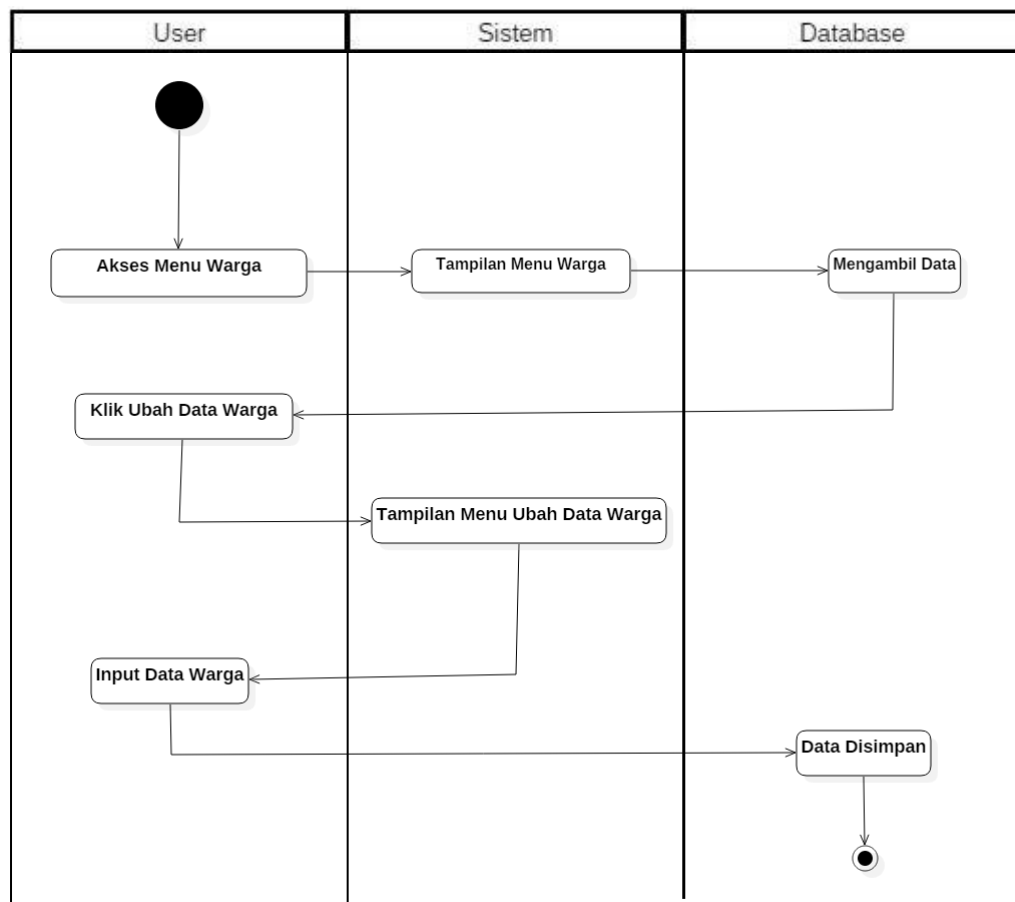 User
Sistem
Database
Akses Menu Warga
Tampilan Menu Warga
Mengambil Data
Klik Ubah Data Warga
Tampilan Menu Ubah Data Warga
Input Data Warga
Data Disimpan